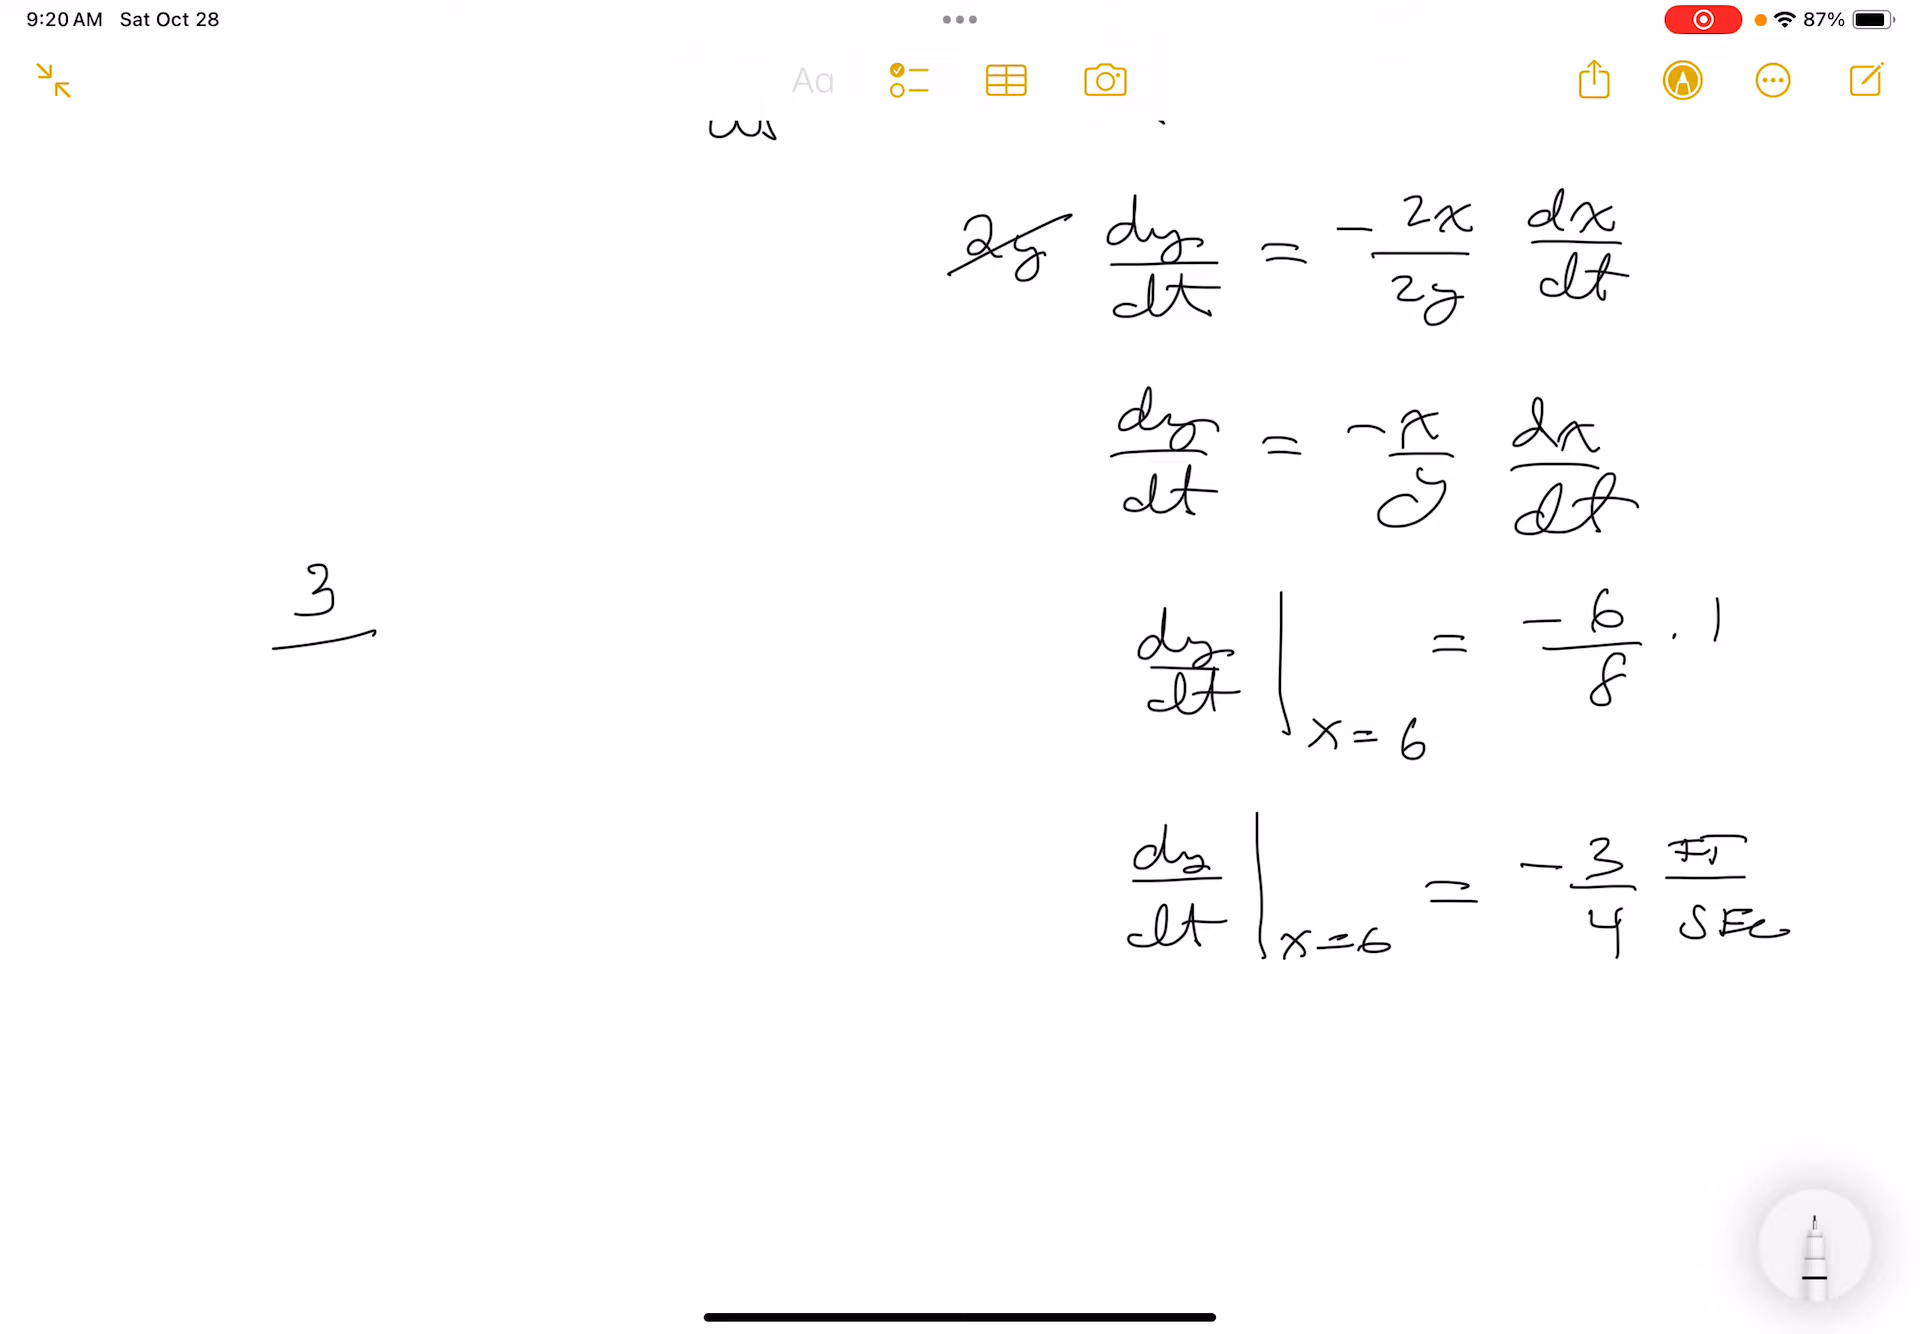 9:20 AM Sat Oct 28
87%
Aa
2y dy/dt = - 2x/2y dx/dt
dy/dt = - x/y dx/dt
3
dy/dt | x = 6 = - 6/8 · 1
dy/dt | x = 6 = - 3/4 FT/SEC